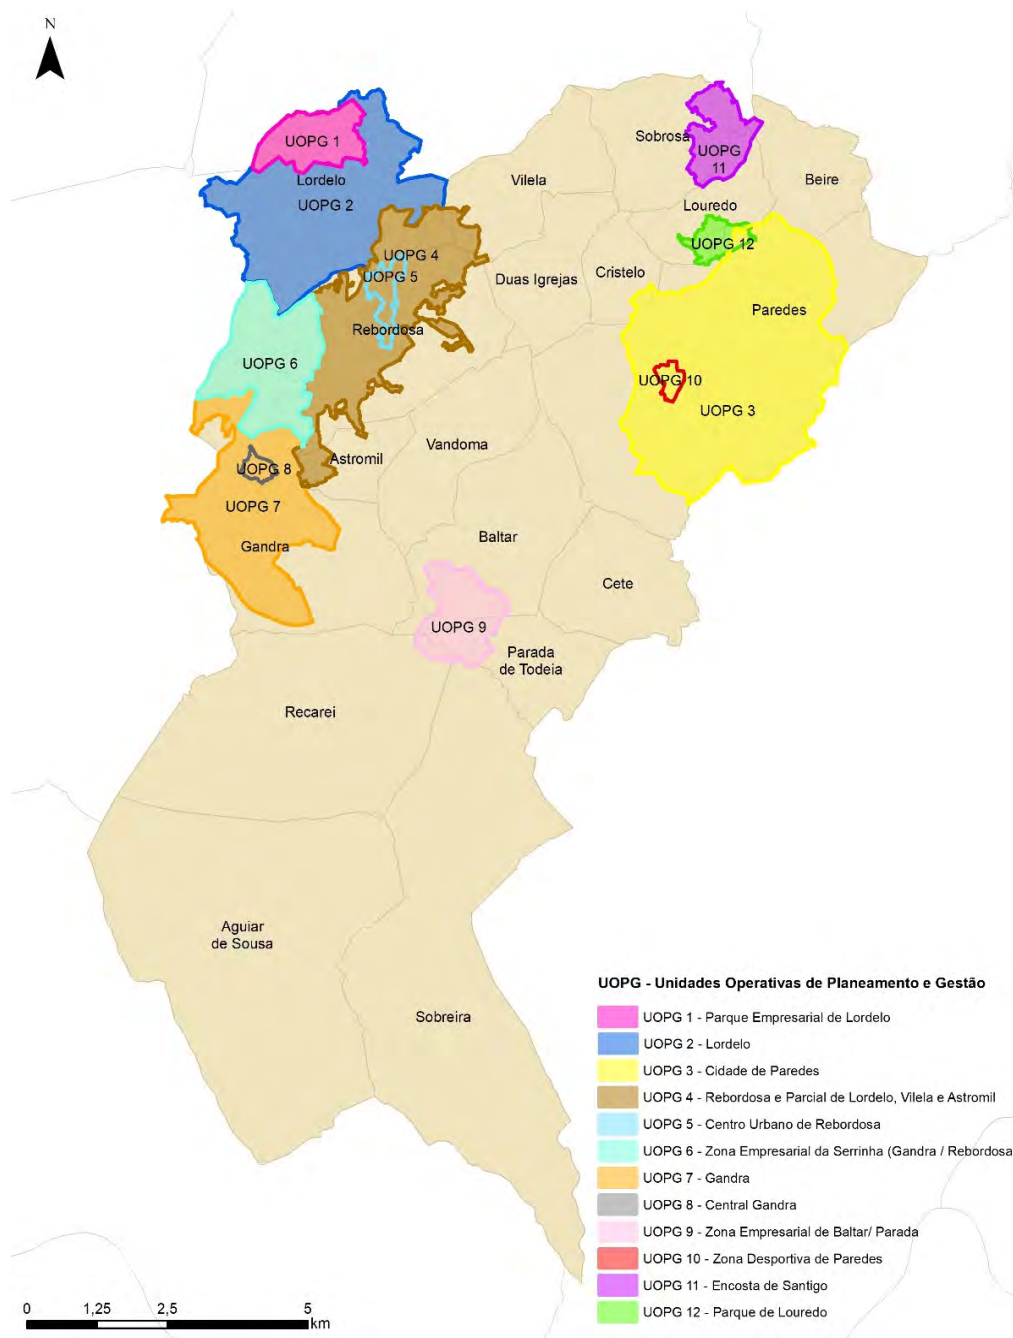 N
UOPG 1
Lordelo
UOPG 2
Vilela
Sobrosa
UOPG
11
Beire
Louredo
UOPG 12
UOPG 4
UOPG 5
Duas Igrejas
Cristelo
Paredes
Rebordosa
UOPG 6
UOPG 10
UOPG 3
Vandoma
Astromil
UOPG 8
UOPG 7
Gandra
Baltar
Cete
UOPG 9
Parada
de Todeia
Recarei
Aguiar
de Sousa
Sobreira
UOPG - Unidades Operativas de Planeamento e Gestão
UOPG 1 - Parque Empresarial de Lordelo
UOPG 2 - Lordelo
UOPG 3 - Cidade de Paredes
UOPG 4 - Rebordosa e Parcial de Lordelo, Vilela e Astromil
UOPG 5 - Centro Urbano de Rebordosa
UOPG 6 - Zona Empresarial da Serrinha (Gandra / Rebordosa
UOPG 7 - Gandra
UOPG 8 - Central Gandra
UOPG 9 - Zona Empresarial de Baltar/ Parada
UOPG 10 - Zona Desportiva de Paredes
UOPG 11 - Encosta de Santigo
UOPG 12 - Parque de Louredo
0 1,25 2,5 5
km